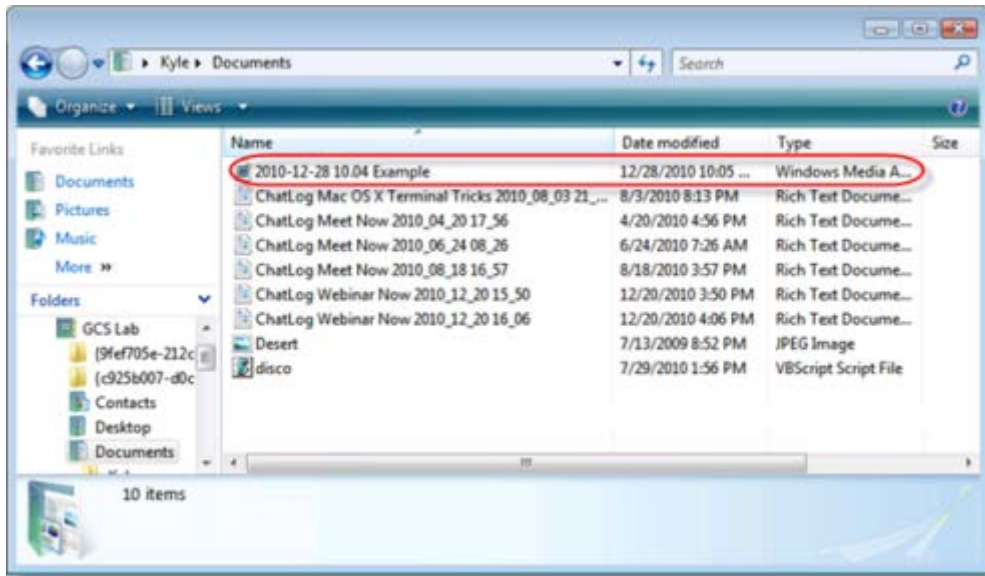 Kyle Documents Search
Organize Views
Favorite Links
Documents
Pictures
Music
More »
Folders
GCS Lab
{9fef705e-212c
{c925b007-d0c
Contacts
Desktop
Documents
Name Date modified Type Size
2010-12-28 10.04 Example 12/28/2010 10:05 ... Windows Media A...
ChatLog Mac OS X Terminal Tricks 2010_08_03 21_... 8/3/2010 8:13 PM Rich Text Docume...
ChatLog Meet Now 2010_04_20 17_56 4/20/2010 4:56 PM Rich Text Docume...
ChatLog Meet Now 2010_06_24 08_26 6/24/2010 7:26 AM Rich Text Docume...
ChatLog Meet Now 2010_08_18 16_57 8/18/2010 3:57 PM Rich Text Docume...
ChatLog Webinar Now 2010_12_20 15_50 12/20/2010 3:50 PM Rich Text Docume...
ChatLog Webinar Now 2010_12_20 16_06 12/20/2010 4:06 PM Rich Text Docume...
Desert 7/13/2009 8:52 PM JPEG Image
disco 7/29/2010 1:56 PM VBScript Script File
10 items